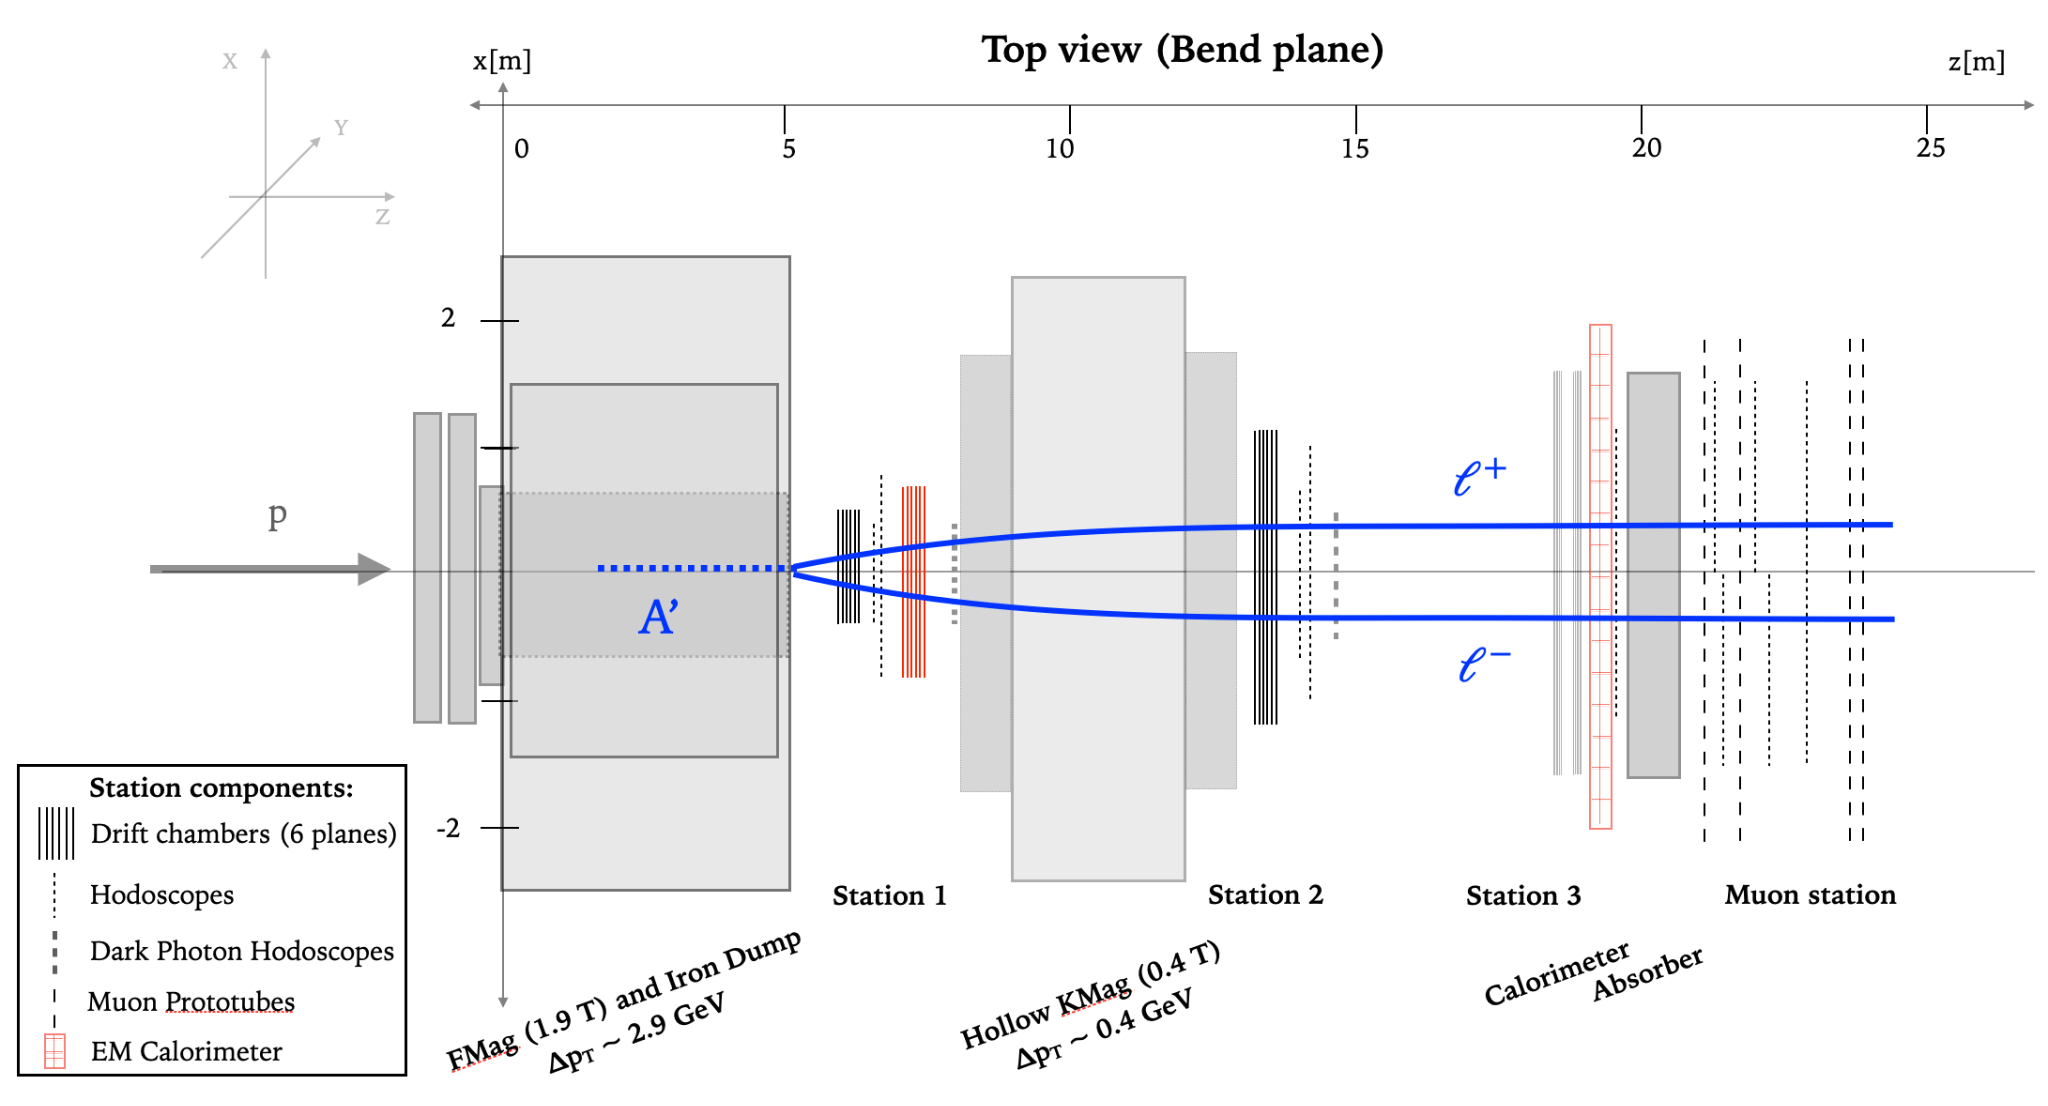 Top view (Bend plane)
x[m]
z[m]
X
Y
Z
0
5
10
15
20
25
2
-2
p
A’
ℓ+
ℓ−
Station 1
Station 2
Station 3
Muon station
FMag (1.9 T) and Iron Dump
ΔpT ~ 2.9 GeV
Hollow KMag (0.4 T)
ΔpT ~ 0.4 GeV
Calorimeter
Absorber
Station components:
Drift chambers (6 planes)
Hodoscopes
Dark Photon Hodoscopes
Muon Prototubes
EM Calorimeter